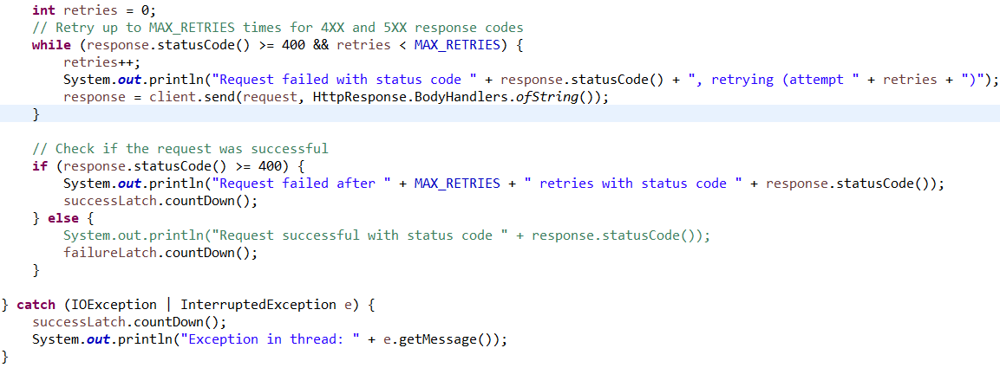 int retries = 0;
// Retry up to MAX_RETRIES times for 4XX and 5XX response codes
while (response.statusCode() >= 400 && retries < MAX_RETRIES) {
retries++;
System.out.println("Request failed with status code " + response.statusCode() + ", retrying (attempt " + retries + ")");
response = client.send(request, HttpResponse.BodyHandlers.ofString());
}
// Check if the request was successful
if (response.statusCode() >= 400) {
System.out.println("Request failed after " + MAX_RETRIES + " retries with status code " + response.statusCode());
successLatch.countDown();
} else {
System.out.println("Request successful with status code " + response.statusCode());
failureLatch.countDown();
}
} catch (IOException | InterruptedException e) {
successLatch.countDown();
System.out.println("Exception in thread: " + e.getMessage());
}